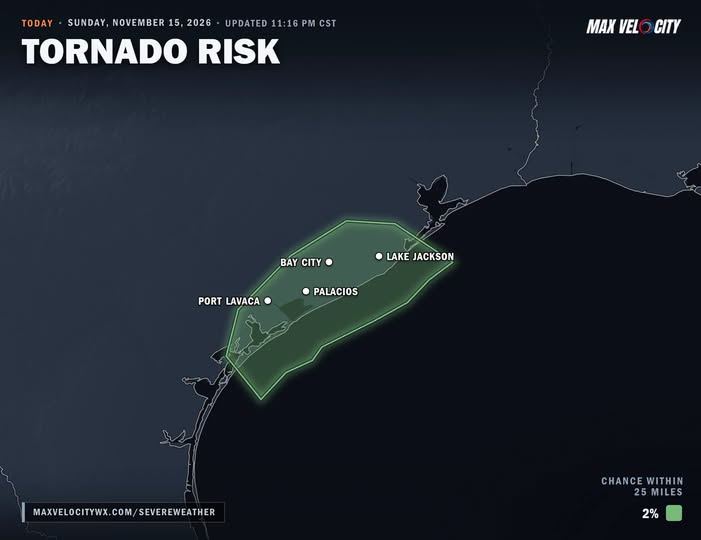 TODAY • SUNDAY, NOVEMBER 15, 2026 • UPDATED 11:16 PM CST
MAX VELOCITY
TORNADO RISK
BAY CITY
LAKE JACKSON
PALACIOS
PORT LAVACA
CHANCE WITHIN
25 MILES
2%
MAXVELOCITYWX.COM/SEVEREWEATHER